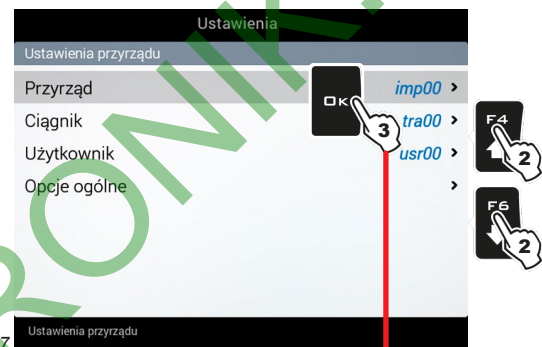 Ustawienia
Ustawienia przyrządu
Przyrząd imp00 >
Ciągnik tra00 >
Użytkownik usr00 >
Opcje ogólne >
OK
3
F4
2
F6
2
Ustawienia przyrządu